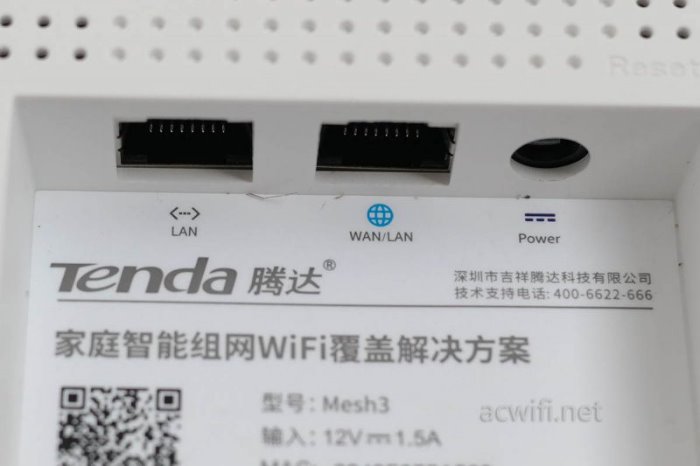 Reset
LAN
WAN/LAN
Power
Tenda 腾达®
深圳市吉祥腾达科技有限公司
技术支持电话: 400-6622-666
家庭智能组网WiFi覆盖解决方案
型号: Mesh3
acwifi.net
输入: 12V⎓1.5A